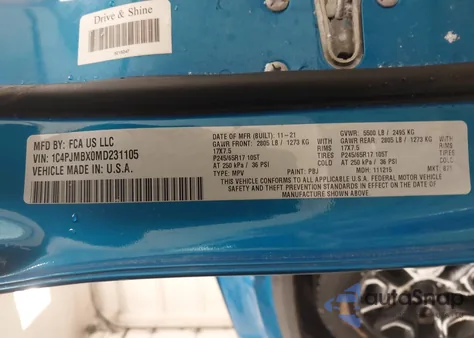 Drive & Shine
MFD BY: FCA US LLC
VIN: 1C4PJMBX0MD231105
VEHICLE MADE IN: U.S.A.
DATE OF MFR (BUILT): 11-21
GAWR FRONT: 2805 LB / 1273 KG WITH
17X7.5 RIMS
P245/65R17 105T
AT 250 kPa / 36 PSI COLD
TYPE: MPV
GVWR: 5500 LB / 2495 KG
GAWR REAR: 2805 LB / 1273 KG WITH
17X7.5 RIMS
P245/65R17 105T
AT 250 kPa / 36 PSI COLD
PAINT: PBJ MDH: 111215 MKT:
THIS VEHICLE CONFORMS TO ALL APPLICABLE U.S.A. FEDERAL MOTOR VEHICLE
SAFETY AND THEFT PREVENTION STANDARDS IN EFFECT ON THE DATE OF
MANUFACTURE SHOWN ABOVE.
autoSnap